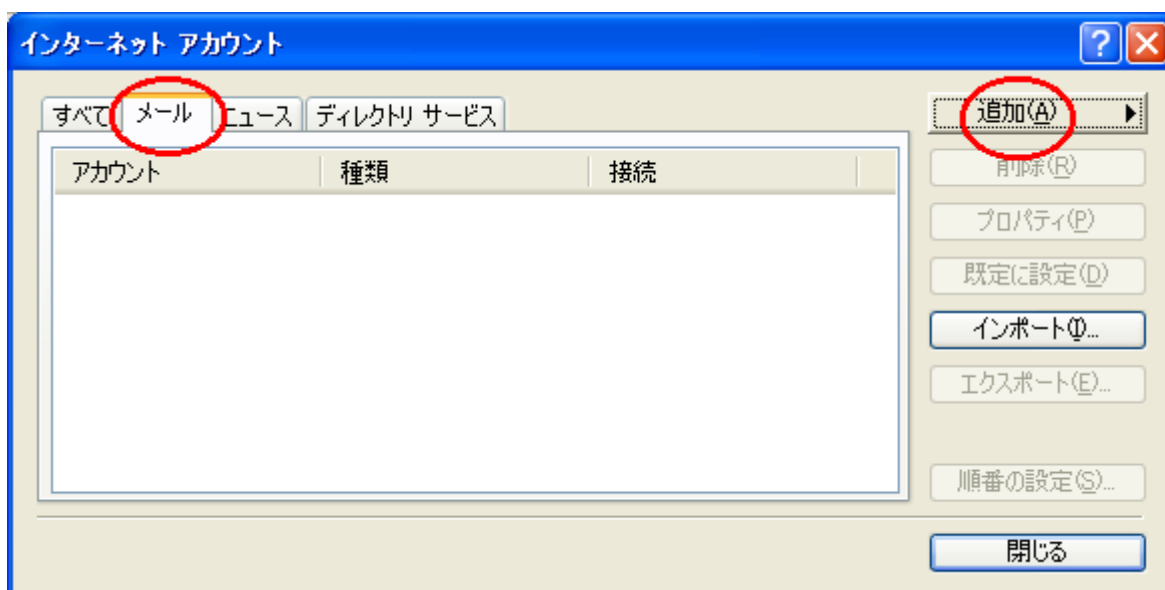 インターネット アカウント
すべて メール ニュース ディレクトリ サービス
アカウント 種類 接続
追加(A)
削除(R)
プロパティ(P)
既定に設定(D)
インポート(I)...
エクスポート(E)...
順番の設定(S)...
閉じる